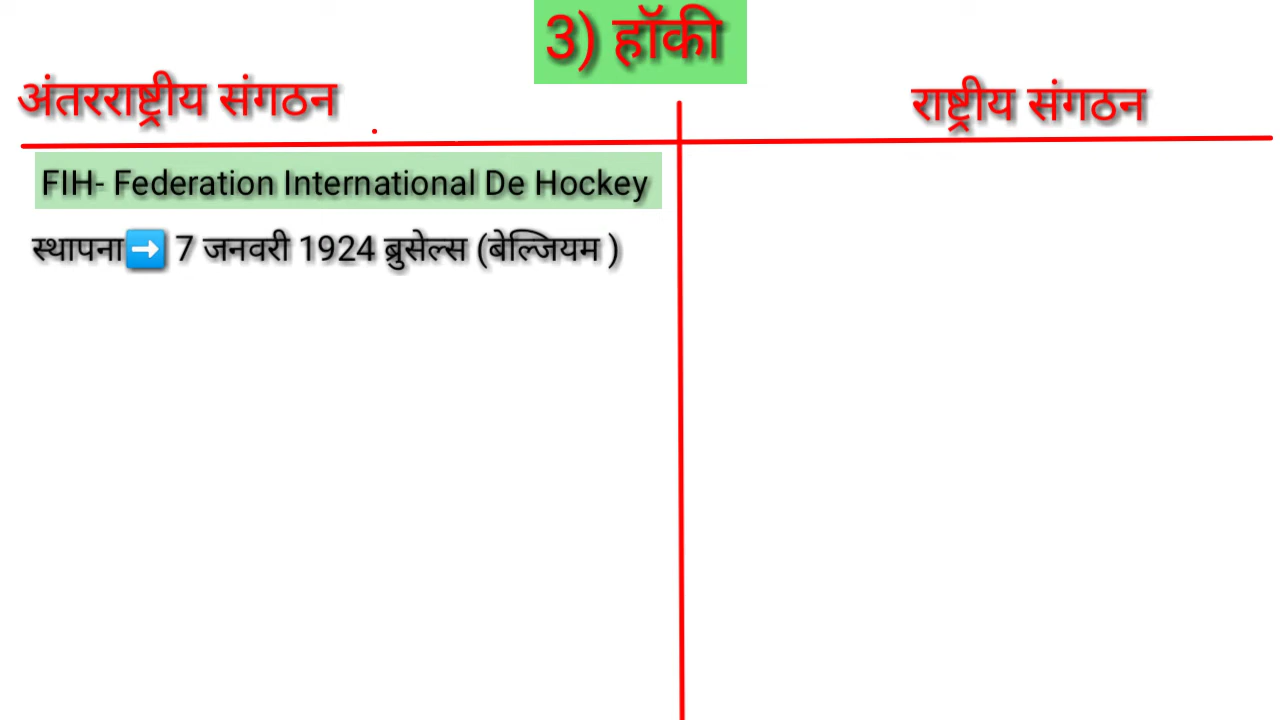 3) हॉकी
अंतरराष्ट्रीय संगठन
राष्ट्रीय संगठन
FIH- Federation International De Hockey
स्थापना➡️ 7 जनवरी 1924 ब्रुसेल्स (बेल्जियम )